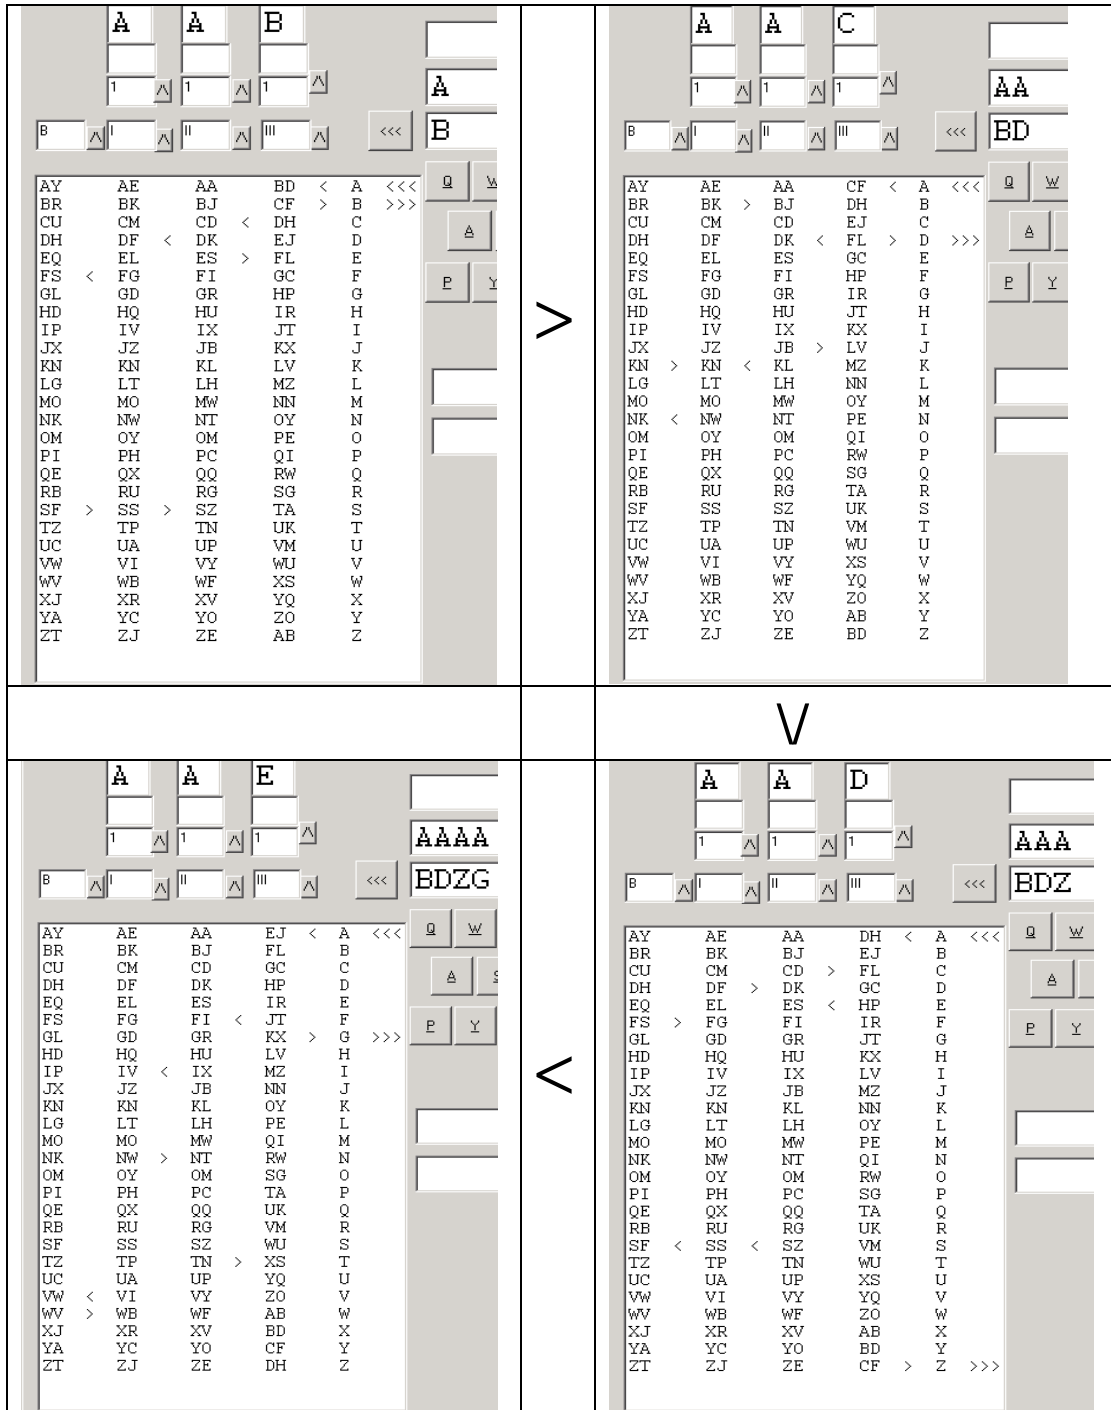 A A B
1 1 1
A
B I II III <<< B
AY AE AA BD < A <<<
BR BK BJ CF > B >>>
CU CM CD < DH C
DH DF < DK EJ D
EQ EL ES > FL E
FS < FG FI GC F
GL GD GR HP G
HD HQ HU IR H
IP IV IX JT I
JX JZ JB KX J
KN KN KL LV K
LG LT LH MZ L
MO MO MW NN M
NK NW NT OY N
OM OY OM PE O
PI PH PC QI P
QE QX QQ RW Q
RB RU RG SG R
SF > SS > SZ TA S
TZ TP TN UK T
UC UA UP VM U
VW VI VY WU V
WV WB WF XS W
XJ XR XV YQ X
YA YC YO ZO Y
ZT ZJ ZE AB Z
Q W
A
P Y
>
A A C
1 1 1
AA
B I II III <<< BD
AY AE AA CF < A <<<
BR BK > BJ DH B
CU CM CD EJ C
DH DF DK < FL > D >>>
EQ EL ES GC E
FS FG FI HP F
GL GD GR IR G
HD HQ HU JT H
IP IV IX KX I
JX JZ JB > LV J
KN > KN < KL MZ K
LG LT LH NN L
MO MO MW OY M
NK < NW NT PE N
OM OY OM QI O
PI PH PC RW P
QE QX QQ SG Q
RB RU RG TA R
SF SS SZ UK S
TZ TP TN VM T
UC UA UP WU U
VW VI VY XS V
WV WB WF YQ W
XJ XR XV ZO X
YA YC YO AB Y
ZT ZJ ZE BD Z
Q W
A
P Y
V
A A E
1 1 1
AAAA
B I II III <<< BDZG
AY AE AA EJ < A <<<
BR BK BJ FL B
CU CM CD GC C
DH DF DK HP D
EQ EL ES IR E
FS FG FI < JT F
GL GD GR KX > G >>>
HD HQ HU LV H
IP IV < IX MZ I
JX JZ JB NN J
KN KN KL OY K
LG LT LH PE L
MO MO MW QI M
NK NW > NT RW N
OM OY OM SG O
PI PH PC TA P
QE QX QQ UK Q
RB RU RG VM R
SF SS SZ WU S
TZ TP TN > XS T
UC UA UP YQ U
VW < VI VY ZO V
WV > WB WF AB W
XJ XR XV BD X
YA YC YO CF Y
ZT ZJ ZE DH Z
Q W
A
P Y
<
A A D
1 1 1
AAA
B I II III <<< BDZ
AY AE AA DH < A <<<
BR BK BJ EJ B
CU CM CD > FL C
DH DF > DK GC D
EQ EL ES < HP E
FS > FG FI IR F
GL GD GR JT G
HD HQ HU KX H
IP IV IX LV I
JX JZ JB MZ J
KN KN KL NN K
LG LT LH OY L
MO MO MW PE M
NK NW NT QI N
OM OY OM RW O
PI PH PC SG P
QE QX QQ TA Q
RB RU RG UK R
SF < SS < SZ VM S
TZ TP TN WU T
UC UA UP XS U
VW VI VY YQ V
WV WB WF ZO W
XJ XR XV AB X
YA YC YO BD Y
ZT ZJ ZE CF > Z >>>
Q W
A
P Y